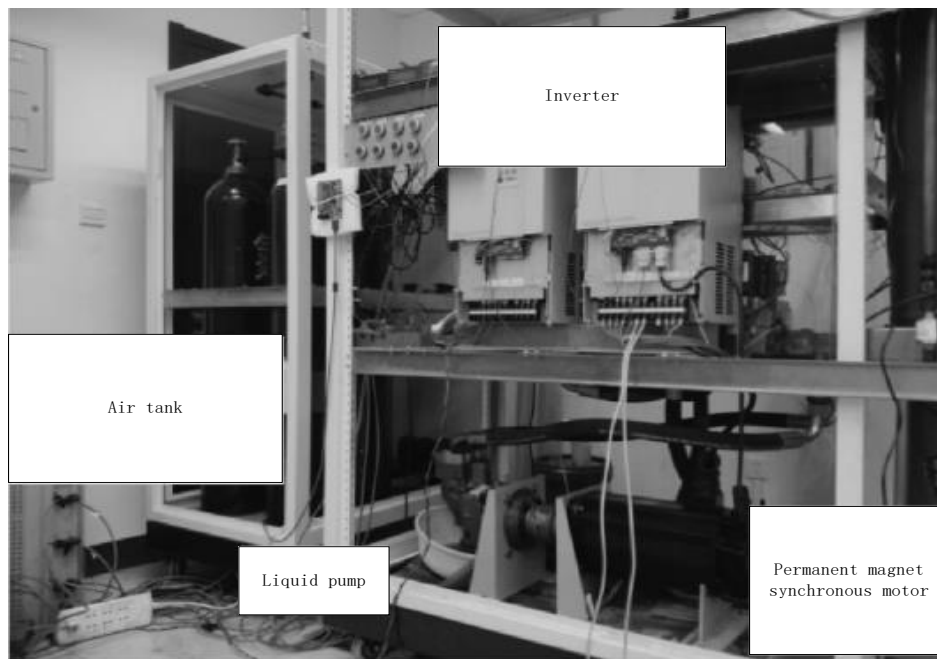 Inverter
Air tank
Liquid pump
Permanent magnet
synchronous motor